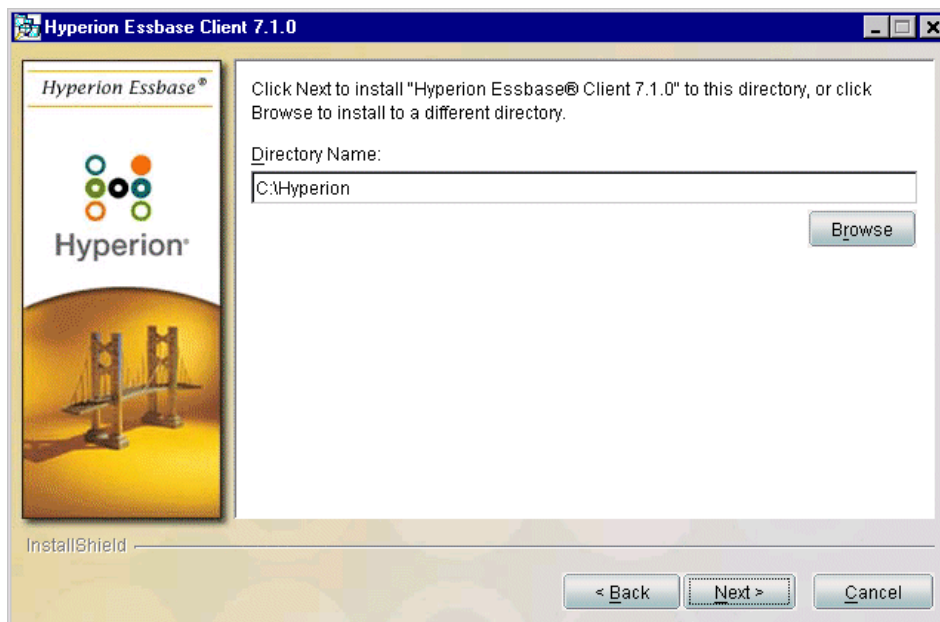 Hyperion Essbase Client 7.1.0
Hyperion Essbase®
Hyperion®
Click Next to install "Hyperion Essbase® Client 7.1.0" to this directory, or click
Browse to install to a different directory.
Directory Name:
C:\Hyperion
Browse
InstallShield
< Back
Next >
Cancel